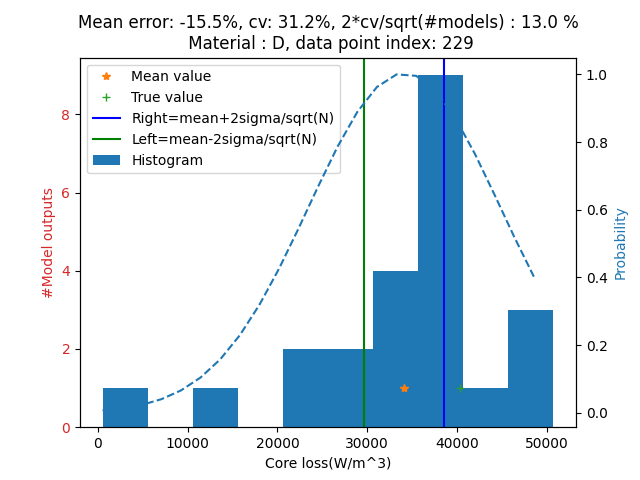 Mean error: -15.5%, cv: 31.2%, 2*cv/sqrt(#models) : 13.0 %
Material : D, data point index: 229
Mean value
True value
Right=mean+2sigma/sqrt(N)
Left=mean-2sigma/sqrt(N)
Histogram
#Model outputs
8
6
4
2
0
1.0
0.8
0.6
0.4
0.2
0.0
Probability
0 10000 20000 30000 40000 50000
Core loss(W/m^3)